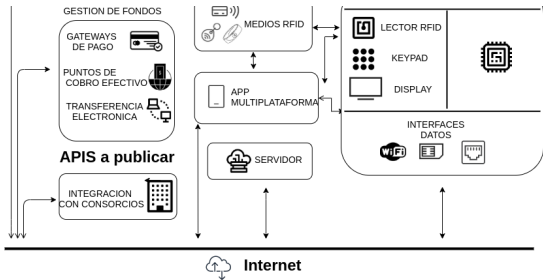 GESTION DE FONDOS
GATEWAYS
DE PAGO
PUNTOS DE
COBRO EFECTIVO
TRANSFERENCIA
ELECTRONICA
APIS a publicar
INTEGRACION
CON CONSORCIOS
MEDIOS RFID
APP
MULTIPLATAFORMA
SERVIDOR
LECTOR RFID
KEYPAD
DISPLAY
INTERFACES
DATOS
WiFi
Internet